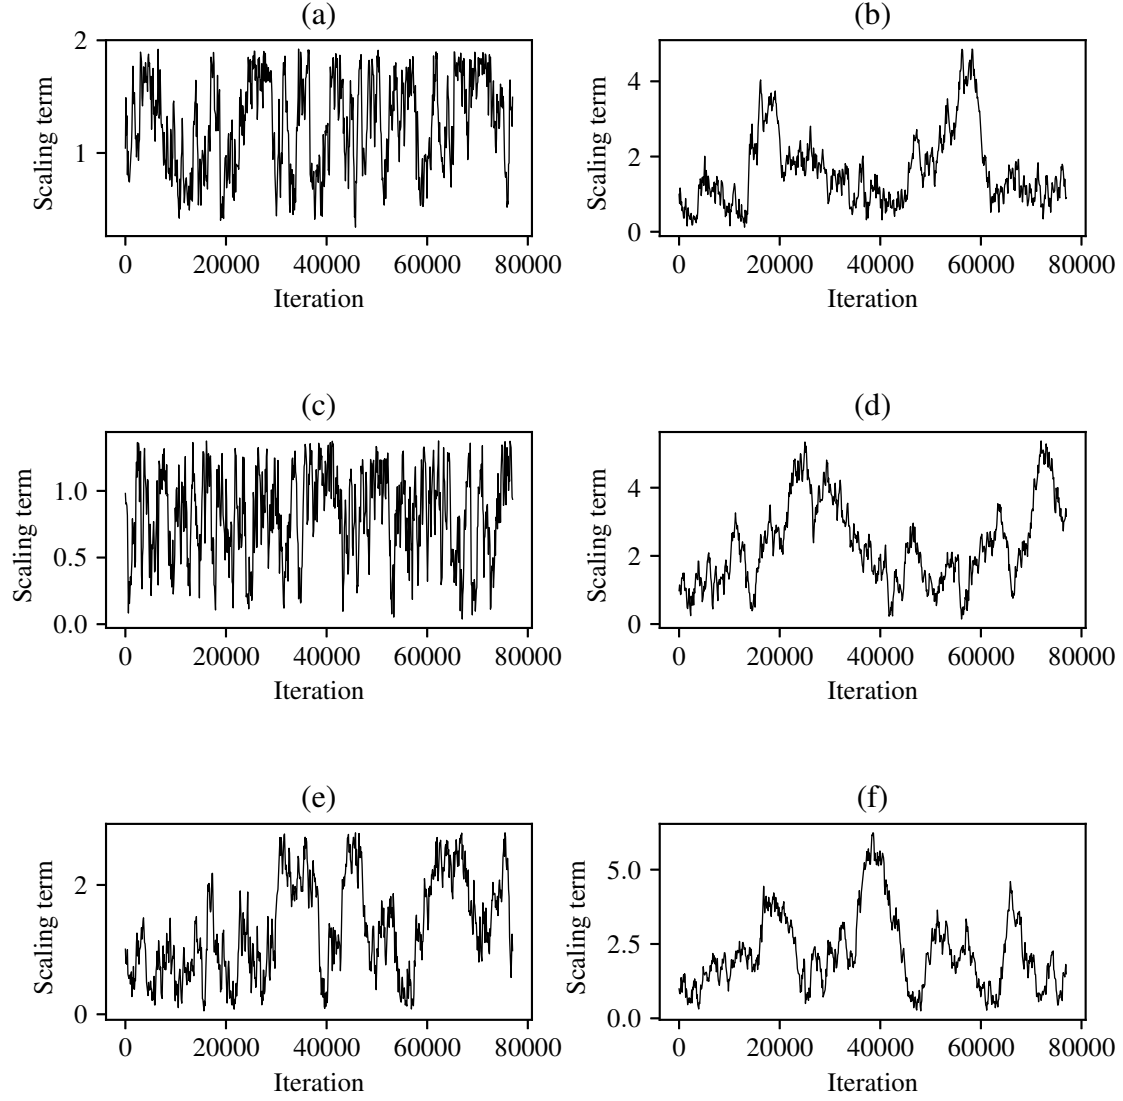 (a)
2
1
Scaling term
0 20000 40000 60000 80000
Iteration
(b)
4
2
0
Scaling term
0 20000 40000 60000 80000
Iteration
(c)
1.0
0.5
0.0
Scaling term
0 20000 40000 60000 80000
Iteration
(d)
4
2
0
Scaling term
0 20000 40000 60000 80000
Iteration
(e)
2
0
Scaling term
0 20000 40000 60000 80000
Iteration
(f)
5.0
2.5
0.0
Scaling term
0 20000 40000 60000 80000
Iteration